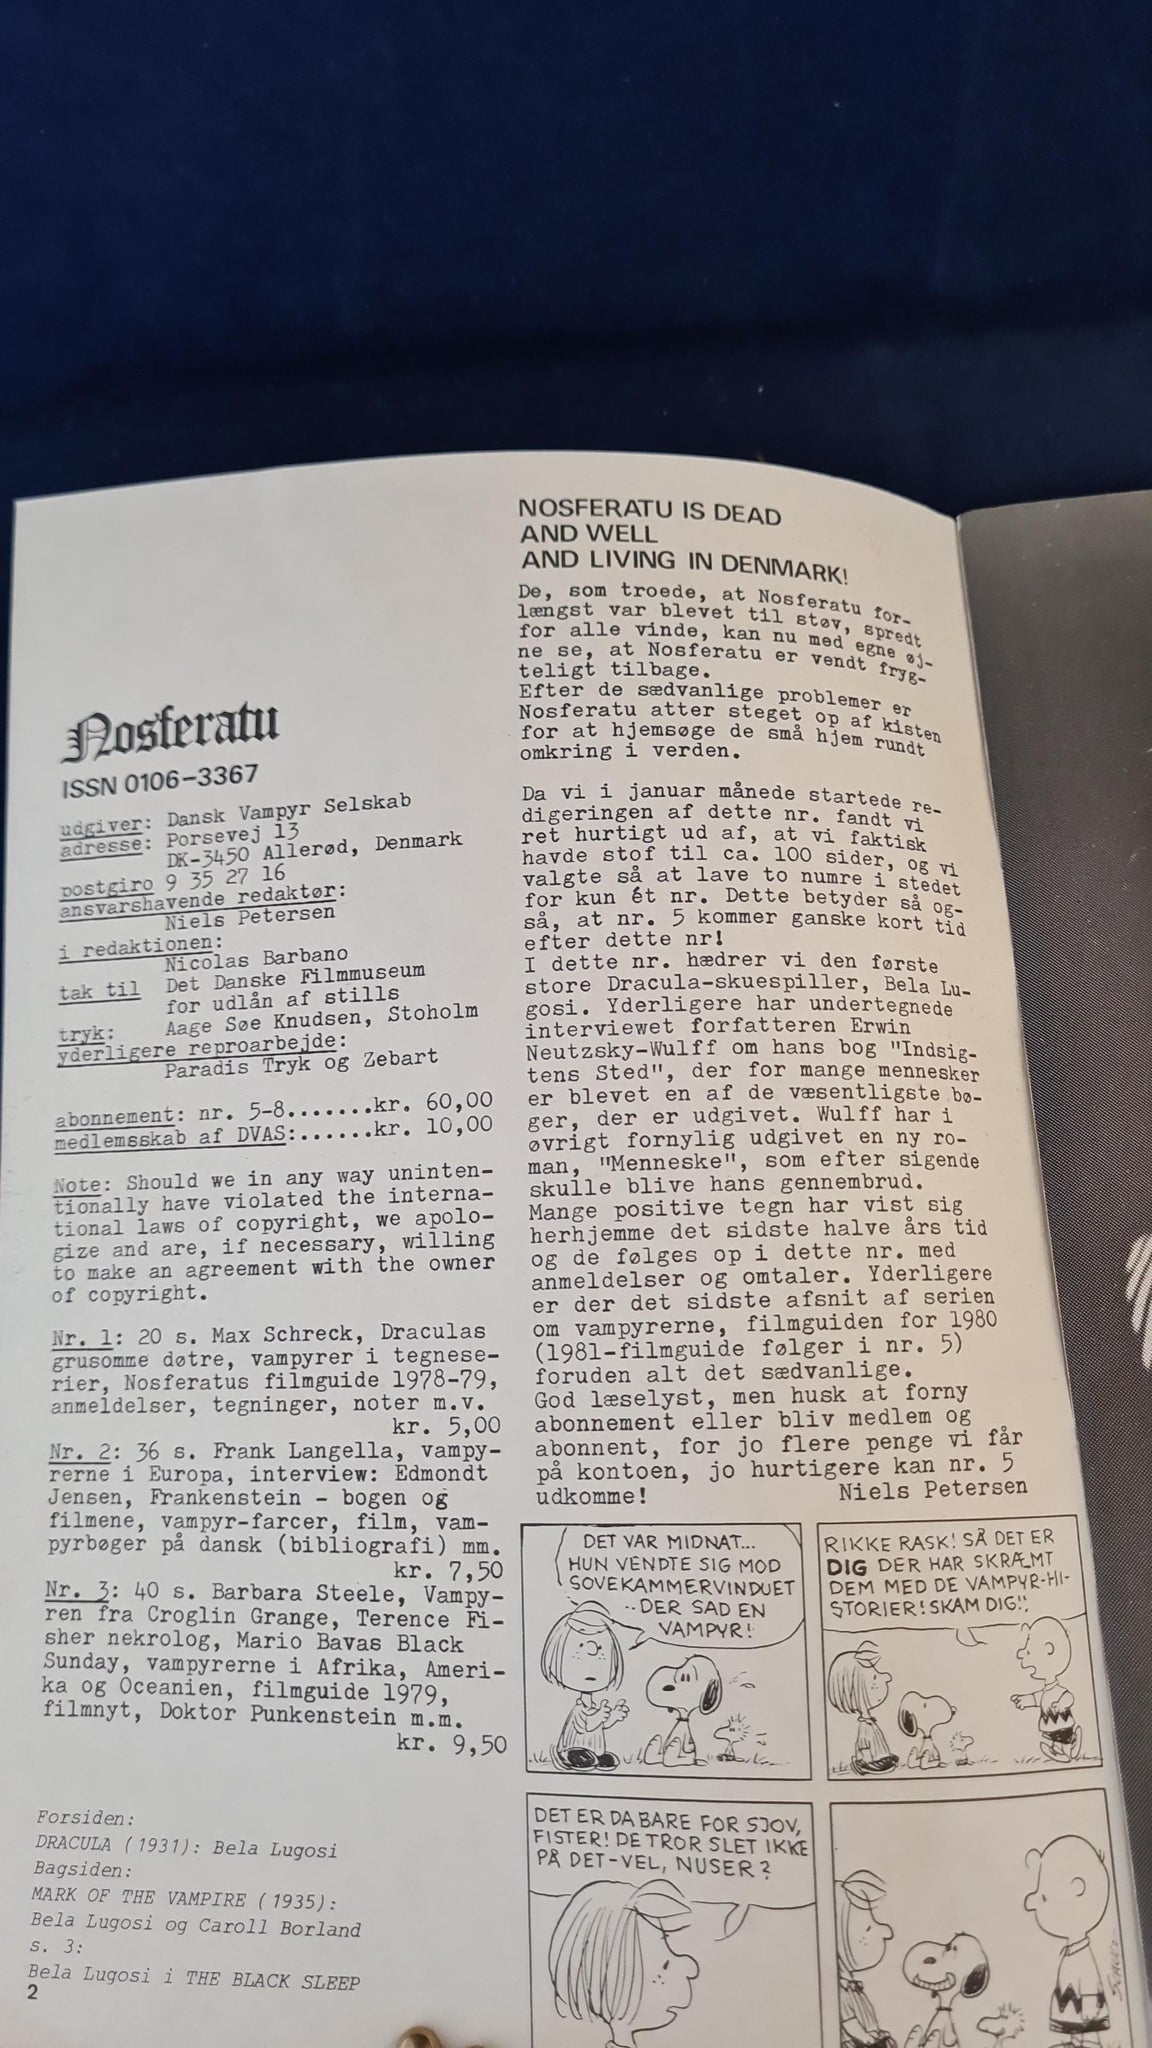 Nosferatu
ISSN 0106-3367
udgiver: Dansk Vampyr Selskab
adresse: Porsevej 13
DK-3450 Allerød, Denmark
postgiro 9 35 27 16
ansvarshavende redaktør:
Niels Petersen
i redaktionen:
Nicolas Barbano
tak til Det Danske Filmmuseum
for udlån af stills
tryk: Aage Søe Knudsen, Stoholm
yderligere reproarbejde:
Paradis Tryk og Zebart
abonnement: nr. 5-8.......kr. 60,00
medlemsskab af DVAS:......kr. 10,00
Note: Should we in any way uninten-
tionally have violated the interna-
tional laws of copyright, we apolo-
gize and are, if necessary, willing
to make an agreement with the owner
of copyright.
Nr. 1: 20 s. Max Schreck, Draculas
grusomme døtre, vampyrer i tegnese-
rier, Nosferatus filmguide 1978-79,
anmeldelser, tegninger, noter m.v.
kr. 5,00
Nr. 2: 36 s. Frank Langella, vampy-
rerne i Europa, interview: Edmondt
Jensen, Frankenstein - bogen og
filmene, vampyr-farcer, film, vam-
pyrbøger på dansk (bibliografi) mm.
kr. 7,50
Nr. 3: 40 s. Barbara Steele, Vampy-
ren fra Croglin Grange, Terence Fi-
sher nekrolog, Mario Bavas Black
Sunday, vampyrerne i Afrika, Ameri-
ka og Oceanien, filmguide 1979,
filmnyt, Doktor Punkenstein m.m.
kr. 9,50
Forsiden:
DRACULA (1931): Bela Lugosi
Bagsiden:
MARK OF THE VAMPIRE (1935):
Bela Lugosi og Caroll Borland
s. 3:
Bela Lugosi i THE BLACK SLEEP
2
NOSFERATU IS DEAD
AND WELL
AND LIVING IN DENMARK!
De, som troede, at Nosferatu for-
længst var blevet til støv, spredt
for alle vinde, kan nu med egne øj-
ne se, at Nosferatu er vendt fryg-
teligt tilbage.
Efter de sædvanlige problemer er
Nosferatu atter steget op af kisten
for at hjemsøge de små hjem rundt
omkring i verden.
Da vi i januar månede startede re-
digeringen af dette nr. fandt vi
ret hurtigt ud af, at vi faktisk
havde stof til ca. 100 sider, og vi
valgte så at lave to numre i stedet
for kun ét nr. Dette betyder så og-
så, at nr. 5 kommer ganske kort tid
efter dette nr!
I dette nr. hædrer vi den første
store Dracula-skuespiller, Bela Lu-
gosi. Yderligere har undertegnede
interviewet forfatteren Erwin
Neutzsky-Wulff om hans bog "Indsig-
tens Sted", der for mange mennesker
er blevet en af de væsentligste bø-
ger, der er udgivet. Wulff har i
øvrigt fornylig udgivet en ny ro-
man, "Menneske", som efter sigende
skulle blive hans gennembrud.
Mange positive tegn har vist sig
herhjemme det sidste halve års tid
og de følges op i dette nr. med
anmeldelser og omtaler. Yderligere
er der det sidste afsnit af serien
om vampyrerne, filmguiden for 1980
(1981-filmguide følger i nr. 5)
foruden alt det sædvanlige.
God læselyst, men husk at forny
abonnement eller bliv medlem og
abonnent, for jo flere penge vi får
på kontoen, jo hurtigere kan nr. 5
udkomme! Niels Petersen
DET VAR MIDNAT...
HUN VENDTE SIG MOD
SOVEKAMMERVINDUET
..DER SAD EN
VAMPYR!
RIKKE RASK! SÅ DET ER
DIG DER HAR SKRÆMT
DEM MED DE VAMPYR-HI-
STORIER! SKAM DIG!!
DET ER DA BARE FOR SJOV,
FISTER! DE TROR SLET IKKE
PÅ DET-VEL, NUSER?
SCHULZ